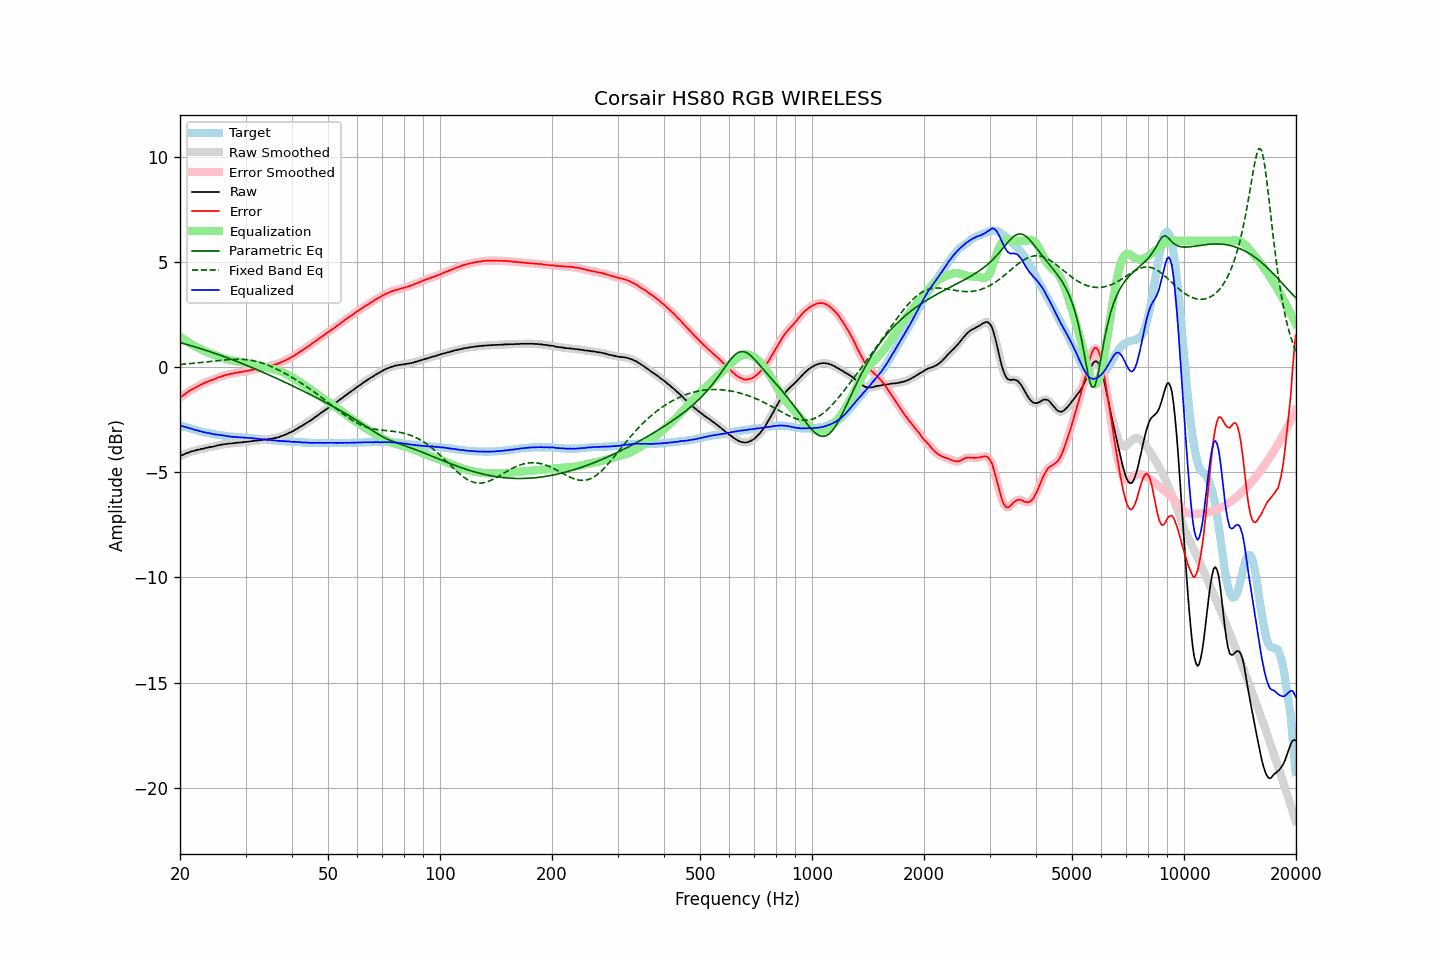 Corsair HS80 RGB WIRELESS
Target
Raw Smoothed
Error Smoothed
Raw
Error
Equalization
Parametric Eq
Fixed Band Eq
Equalized
10
5
0
−5
−10
−15
−20
Amplitude (dBr)
20 50 100 200 500 1000 2000 5000 10000 20000
Frequency (Hz)